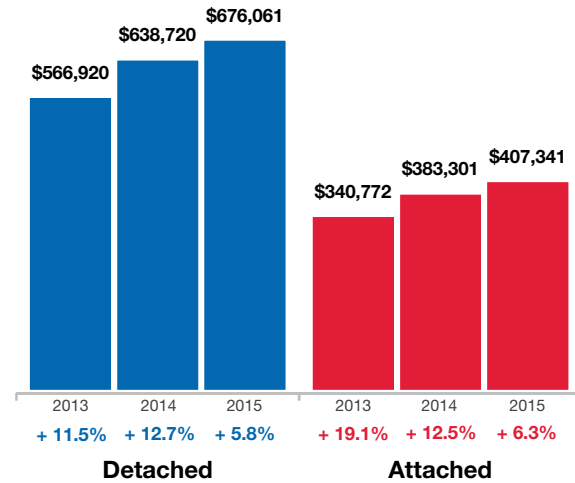 $566,920
$638,720
$676,061
$340,772
$383,301
$407,341
2013 2014 2015 2013 2014 2015
+ 11.5% + 12.7% + 5.8% + 19.1% + 12.5% + 6.3%
Detached Attached